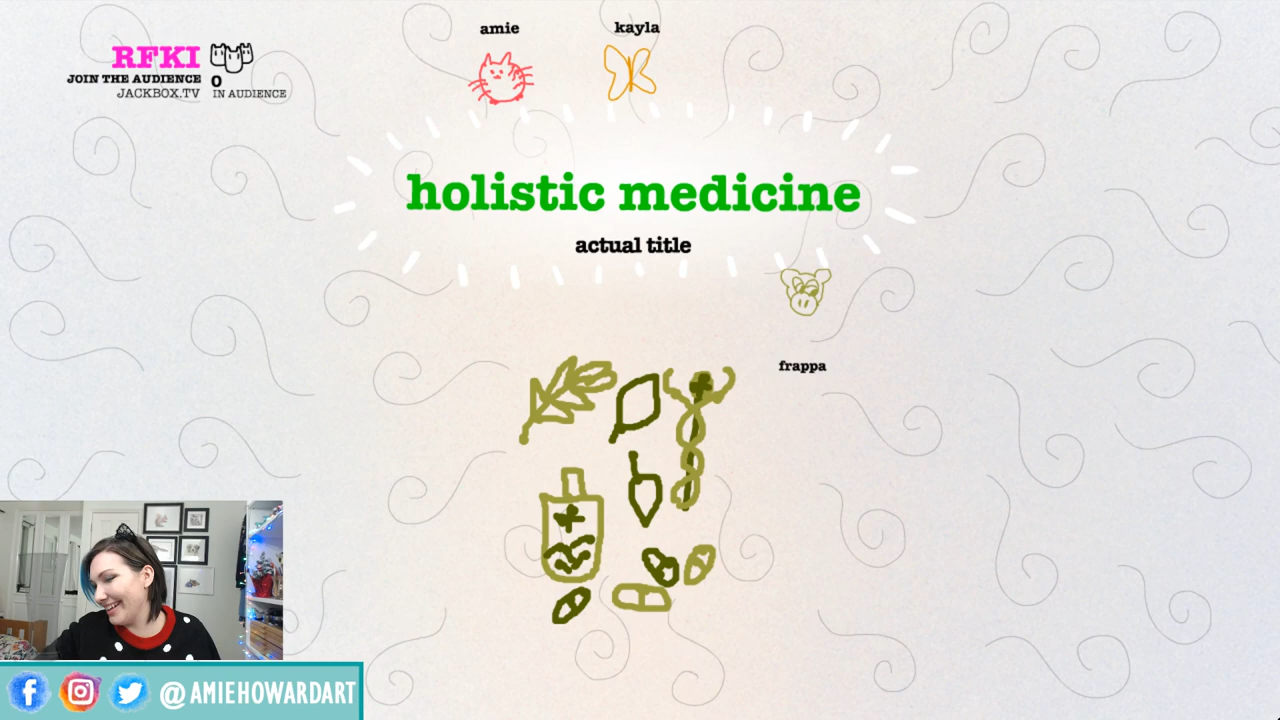 amie
kayla
RFKI
JOIN THE AUDIENCE
JACKBOX.TV
0
IN AUDIENCE
holistic medicine
actual title
frappa
@AMIEHOWARDART